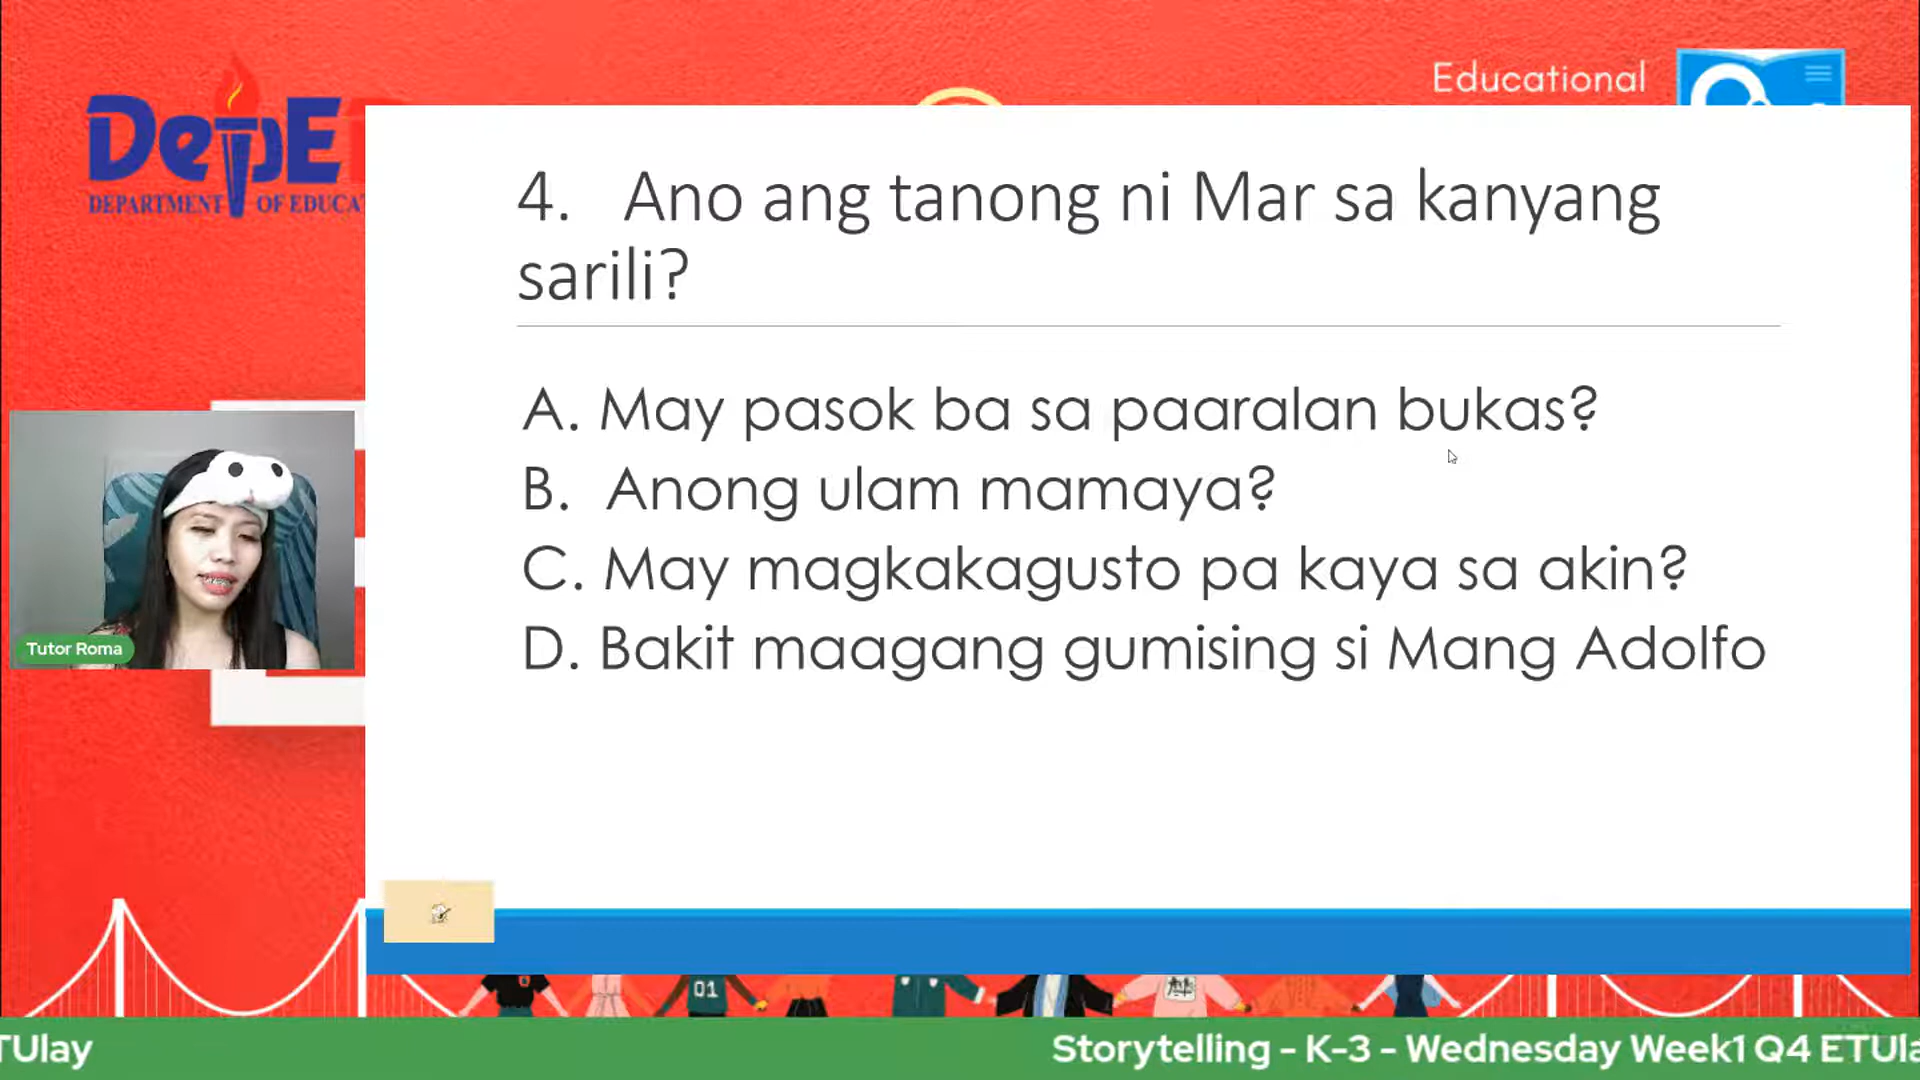 Educational
DepE
DEPARTMENT OF EDUCA
4. Ano ang tanong ni Mar sa kanyang
sarili?
A. May pasok ba sa paaralan bukas?
B. Anong ulam mamaya?
C. May magkakagusto pa kaya sa akin?
D. Bakit maagang gumising si Mang Adolfo
Tutor Roma
01
TUlay
Storytelling - K-3 - Wednesday Week1 Q4 ETUla